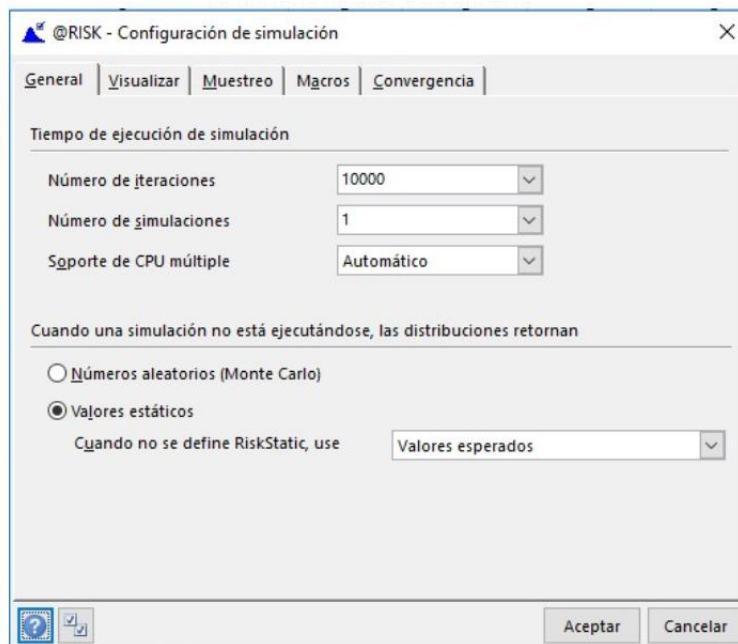 @RISK - Configuración de simulación
General Visualizar Muestreo Macros Convergencia
Tiempo de ejecución de simulación
Número de iteraciones 10000
Número de simulaciones 1
Soporte de CPU múltiple Automático
Cuando una simulación no está ejecutándose, las distribuciones retornan
Números aleatorios (Monte Carlo)
Valores estáticos
Cuando no se define RiskStatic, use Valores esperados
Aceptar Cancelar